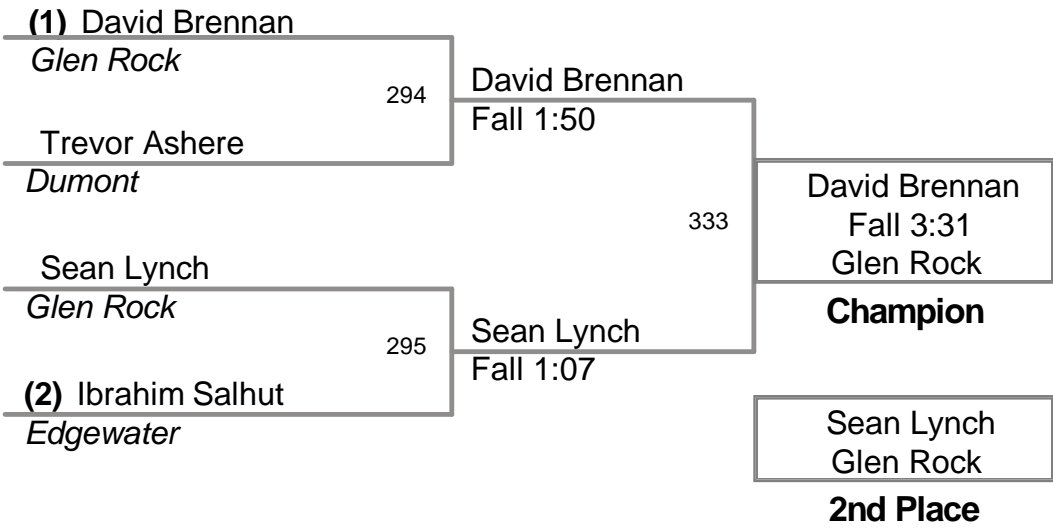 (1) David Brennan
Glen Rock
294
Trevor Ashere
Dumont
Sean Lynch
Glen Rock
295
(2) Ibrahim Salhut
Edgewater
David Brennan
Fall 1:50
333
Sean Lynch
Fall 1:07
David Brennan
Fall 3:31
Glen Rock
Champion
Sean Lynch
Glen Rock
2nd Place